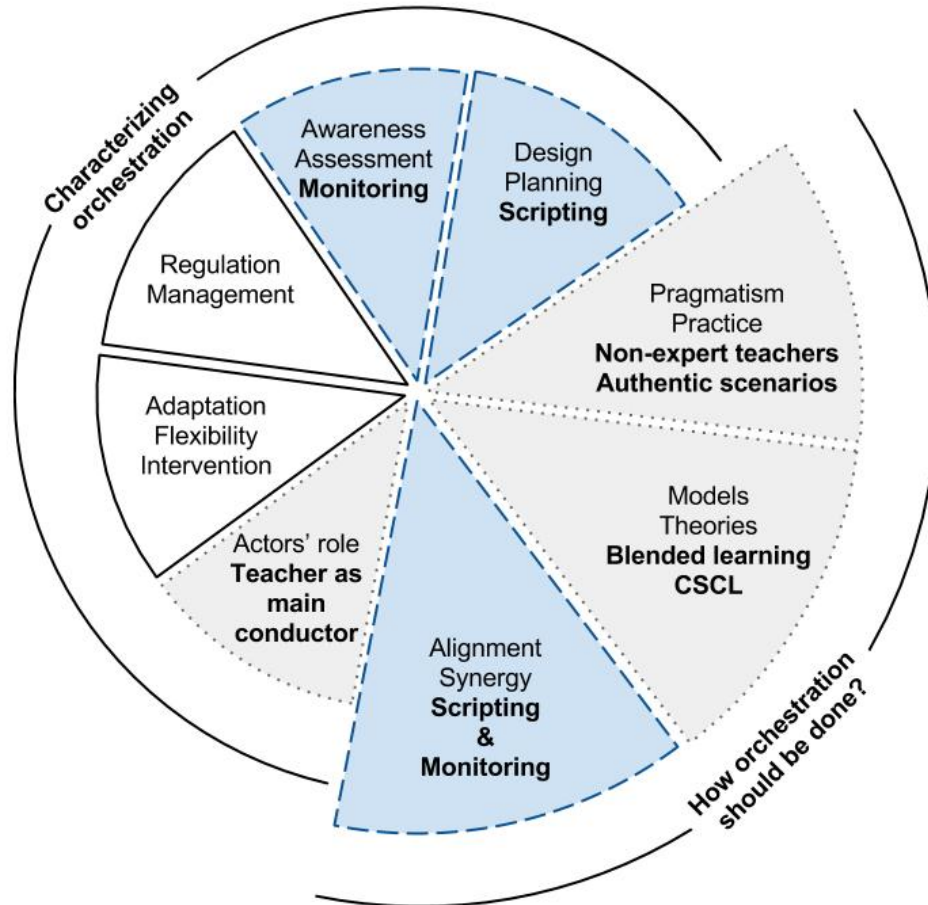 Characterizing
orchestration
Awareness
Assessment
Monitoring
Design
Planning
Scripting
Regulation
Management
Pragmatism
Practice
Non-expert teachers
Authentic scenarios
Adaptation
Flexibility
Intervention
Models
Theories
Blended learning
CSCL
Actors’ role
Teacher as
main
conductor
Alignment
Synergy
Scripting
&
Monitoring
How orchestration
should be done?